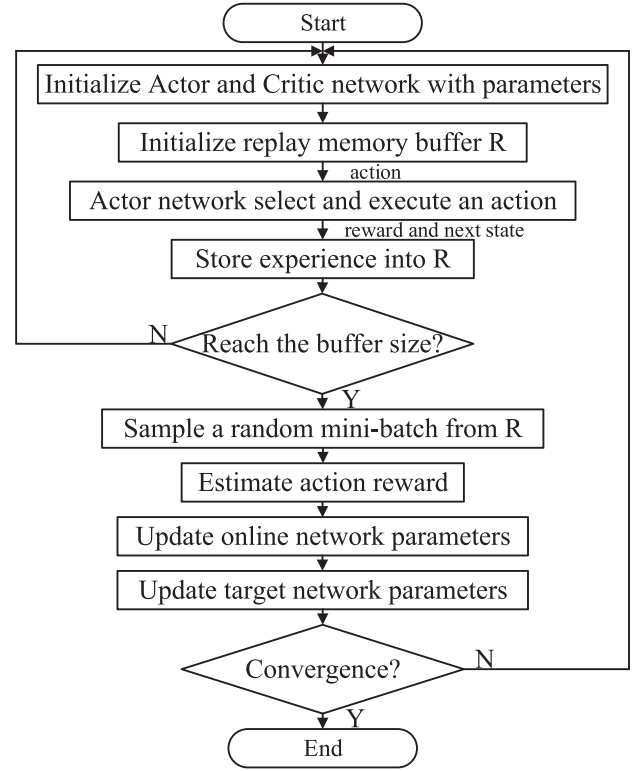 Start
Initialize Actor and Critic network with parameters
Initialize replay memory buffer R
action
Actor network select and execute an action
reward and next state
Store experience into R
N
Reach the buffer size?
Y
Sample a random mini-batch from R
Estimate action reward
Update online network parameters
Update target network parameters
Convergence?
N
Y
End